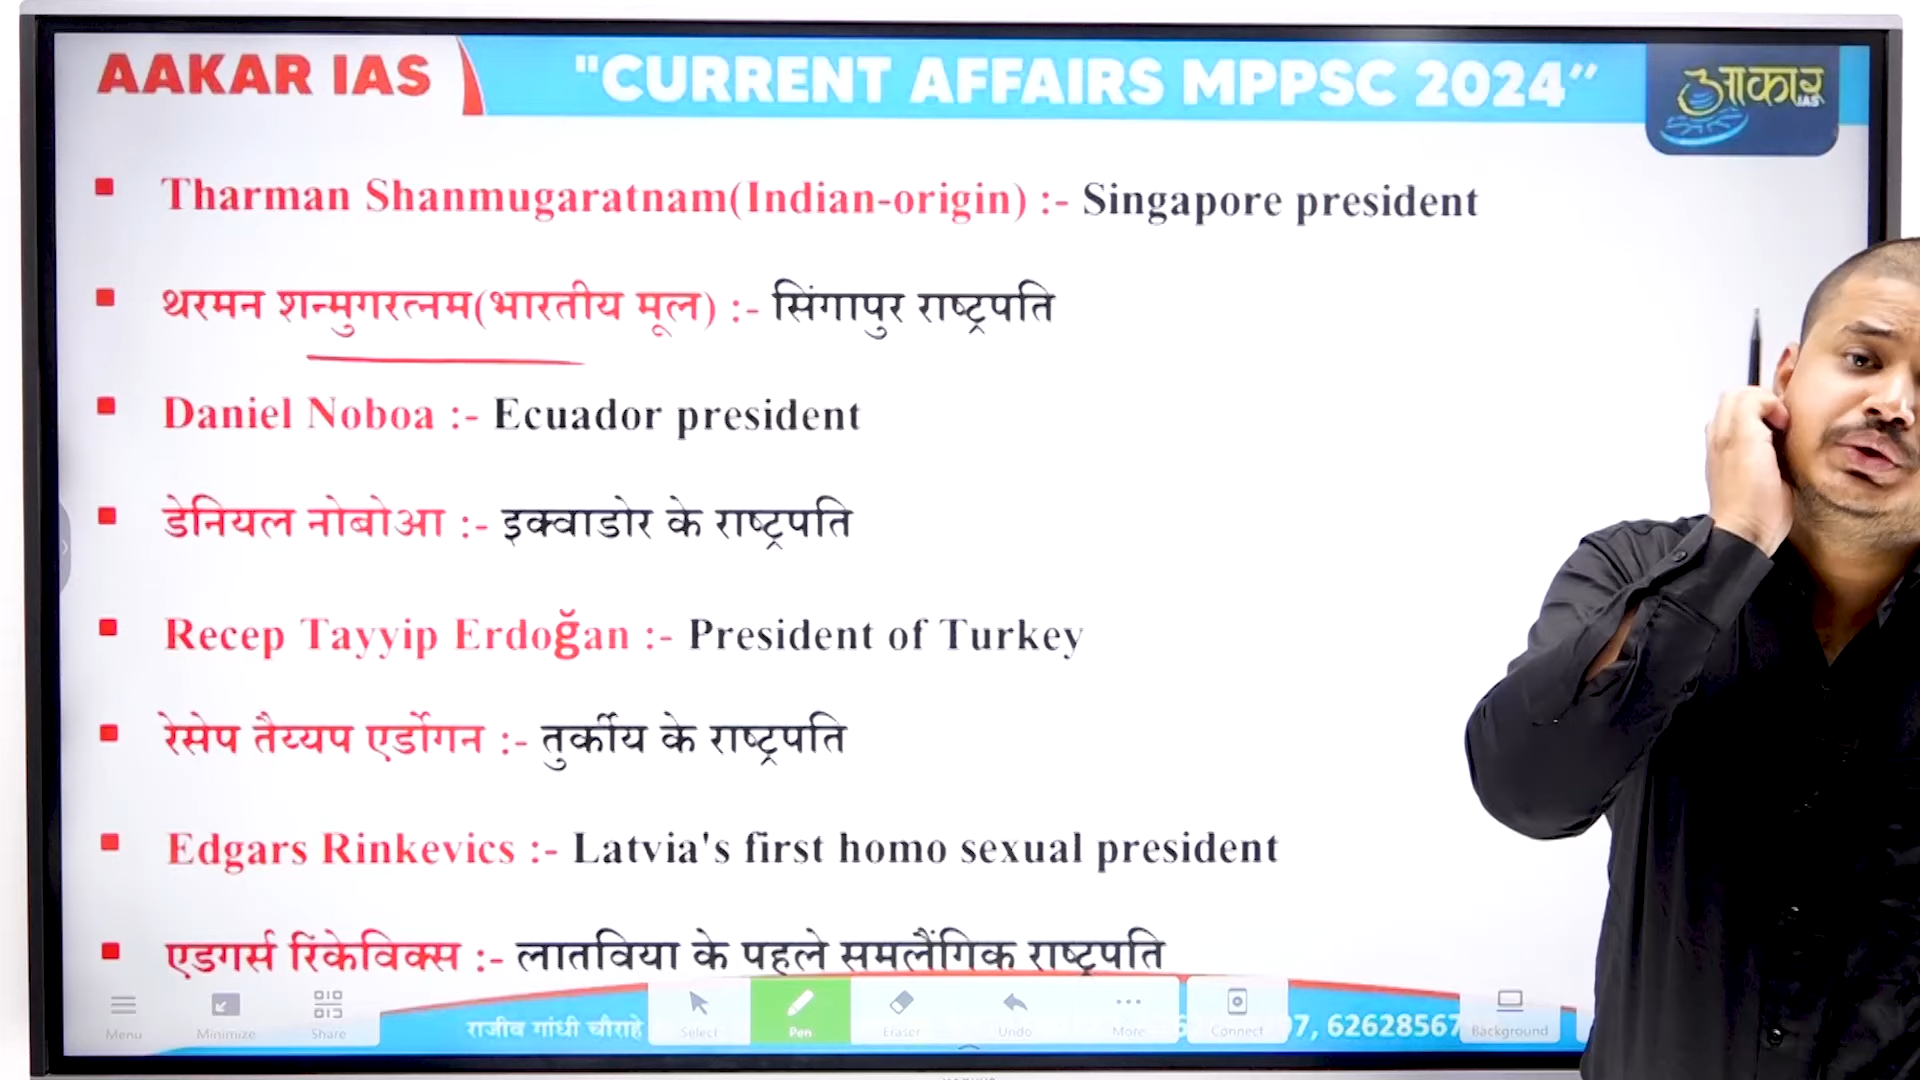 AAKAR IAS
"CURRENT AFFAIRS MPPSC 2024”
आकार
IAS
Tharman Shanmugaratnam(Indian-origin) :- Singapore president
थरमन शन्मुगरत्नम(भारतीय मूल) :- सिंगापुर राष्ट्रपति
Daniel Noboa :- Ecuador president
डेनियल नोबोआ :- इक्वाडोर के राष्ट्रपति
Recep Tayyip Erdoğan :- President of Turkey
रेसेप तैय्यप एर्डोगन :- तुर्कीय के राष्ट्रपति
Edgars Rinkevics :- Latvia's first homo sexual president
एडगर्स रिंकेविक्स :- लातविया के पहले समलैंगिक राष्ट्रपति
Menu Minimize Share Select Pen Eraser Undo More Connect Background
राजीव गांधी चौराहे